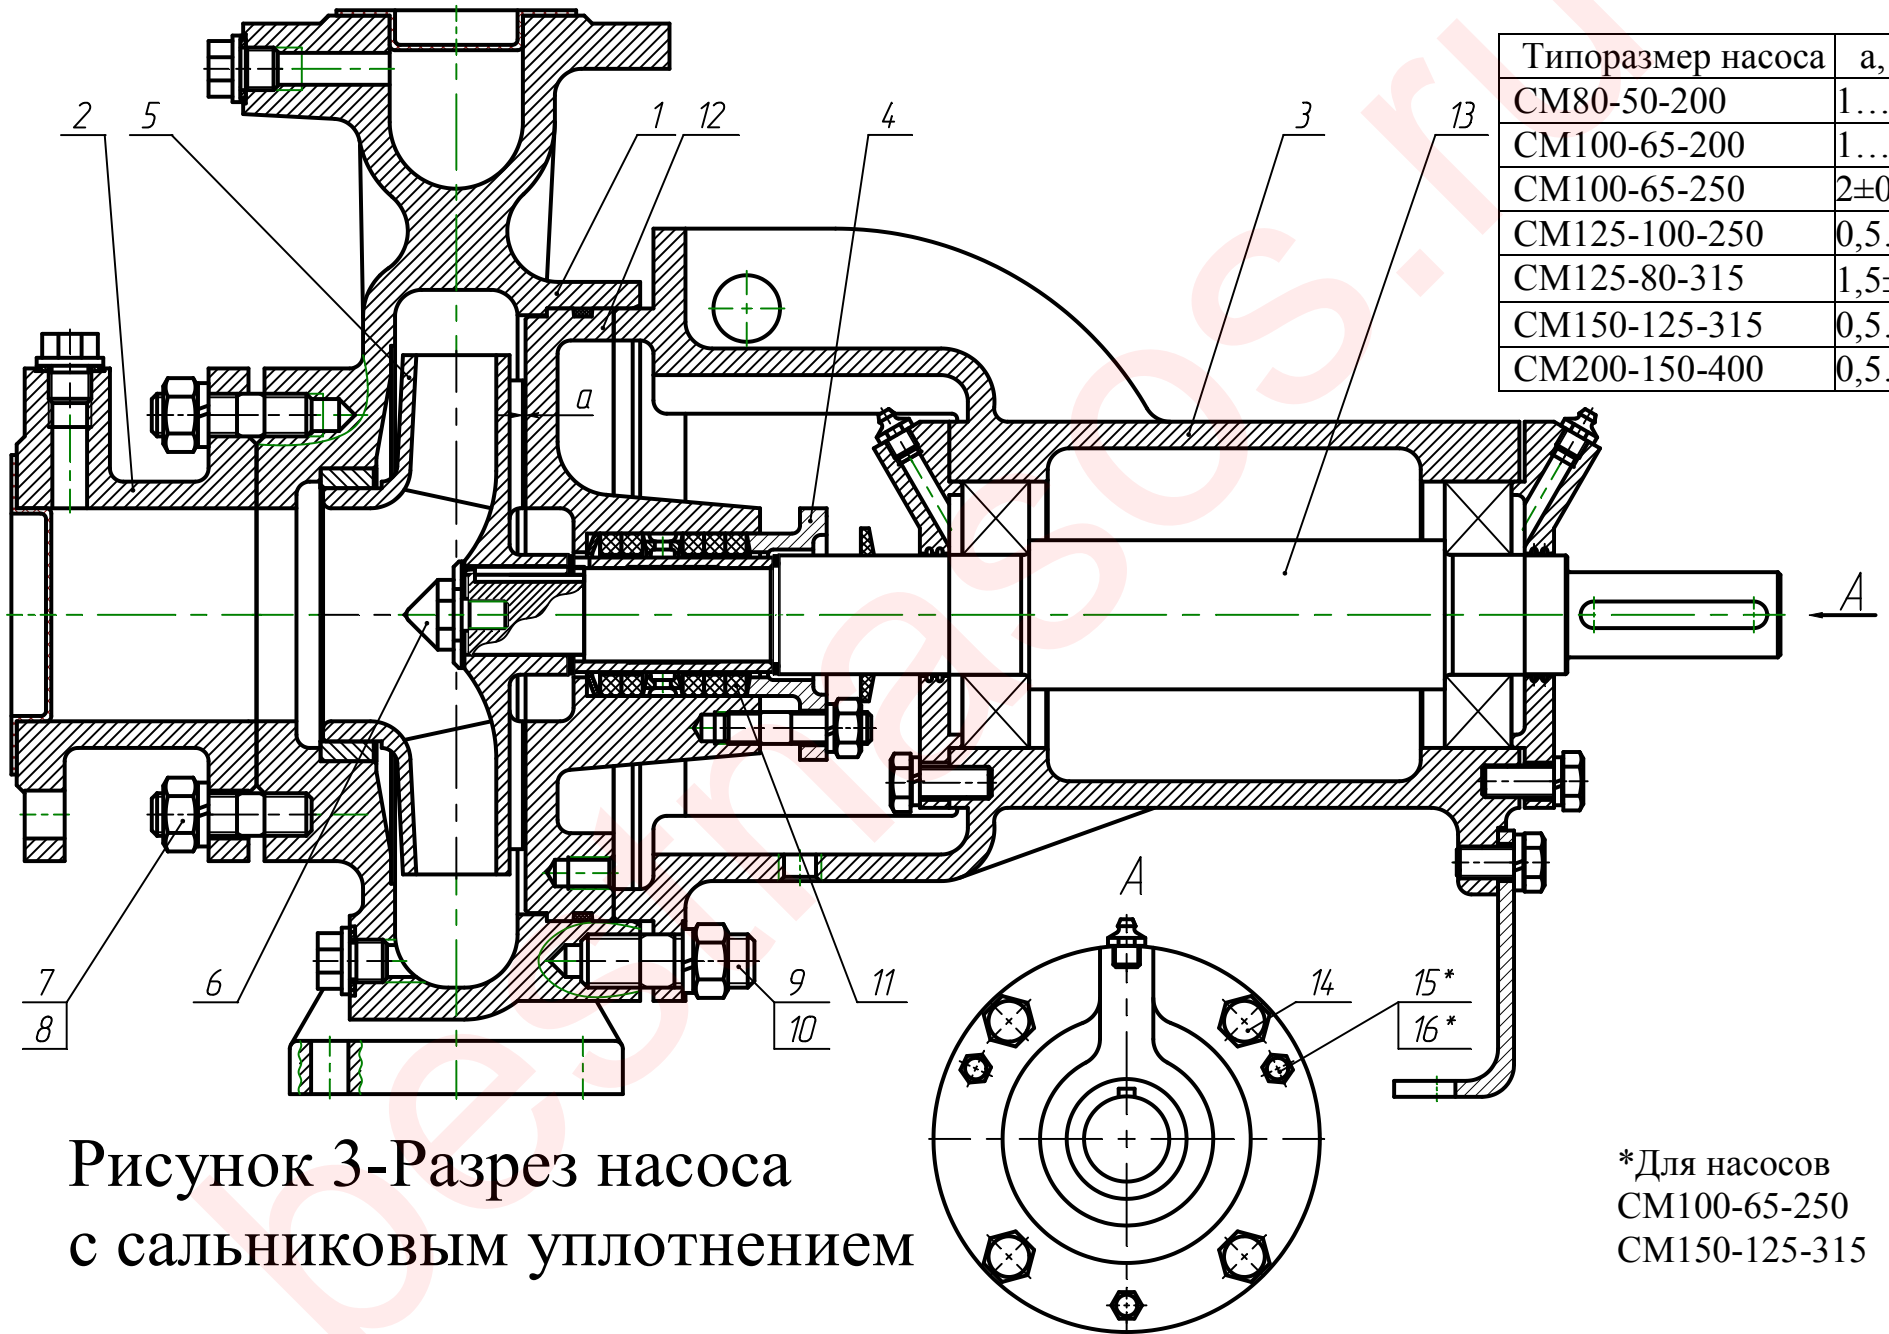 Типоразмер насоса а,
СМ80-50-200 1...
СМ100-65-200 1...
СМ100-65-250 2±0
СМ125-100-250 0,5.
СМ125-80-315 1,5±
СМ150-125-315 0,5.
СМ200-150-400 0,5.
2 5 1 12 4 3 13
а
А
А
7 6 9 11 14 15*
8 10 16*
Рисунок 3-Разрез насоса
с сальниковым уплотнением
*Для насосов
СМ100-65-250
СМ150-125-315
bestnasos.ru